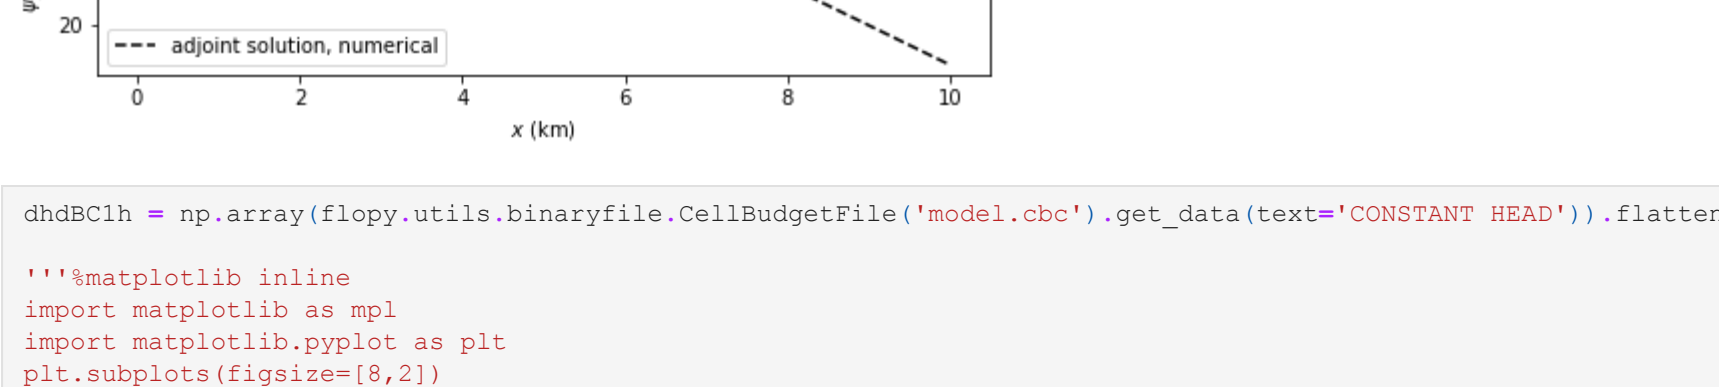 ψ
20
adjoint solution, numerical
0 2 4 6 8 10
x (km)
dhdBC1h = np.array(flopy.utils.binaryfile.CellBudgetFile('model.cbc').get_data(text='CONSTANT HEAD')).flatten
'''%matplotlib inline
import matplotlib as mpl
import matplotlib.pyplot as plt
plt.subplots(figsize=[8,2])